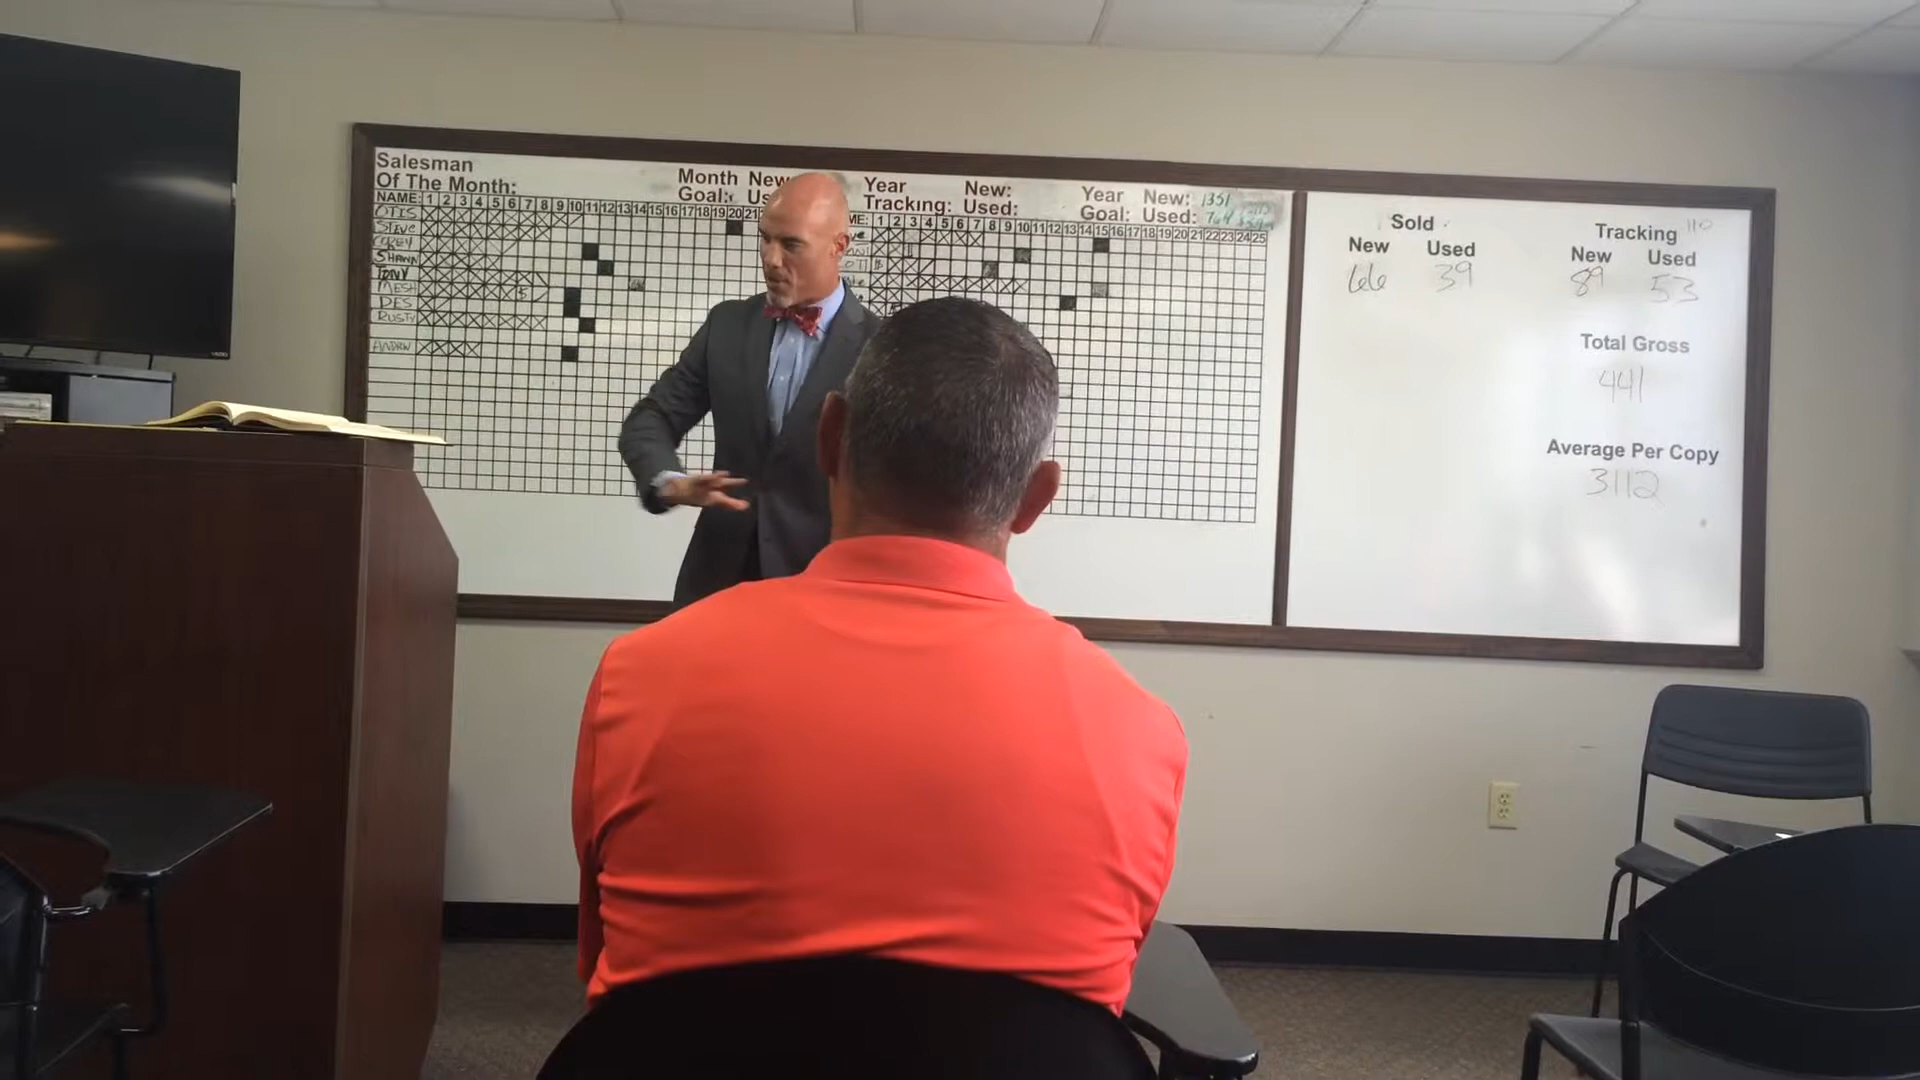 Salesman
Of The Month:
Month New
Goal: Us
Year New:
Tracking: Used:
Year New: 1351
Goal: Used:
NAME: 1 2 3 4 5 6 7 8 9 10 11 12 13 14 15 16 17 18 19 20 21
ME: 1 2 3 4 5 6 7 8 9 10 11 12 13 14 15 16 17 18 19 20 21 22 23 24 25
OTIS
STEVE
COREY
SHAWN
TONY
MESH
DES
RUSTY
ANDREW
Sold
New Used
66 39
Tracking 110
New Used
89 53
Total Gross
441
Average Per Copy
3112